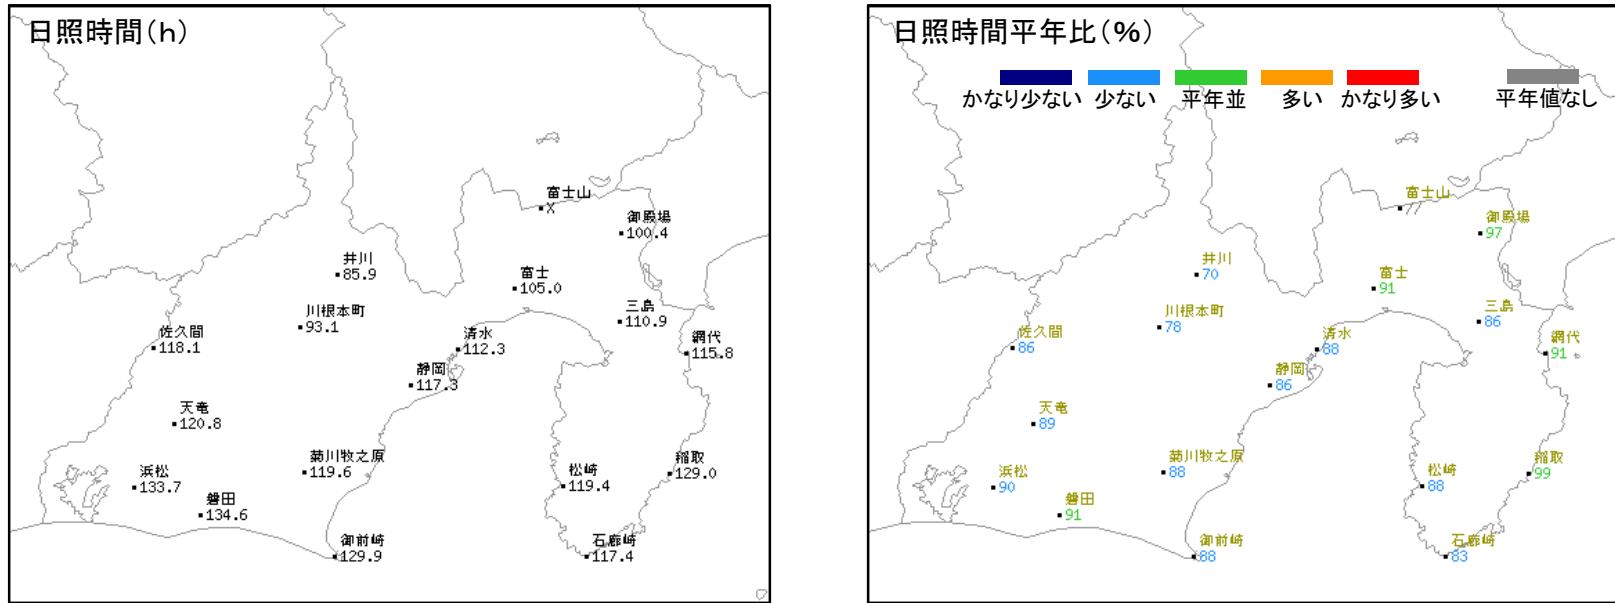 日照時間(h)
富士山
X
御殿場
100.4
井川
85.9
富士
105.0
川根本町
93.1
三島
110.9
佐久間
118.1
清水
112.3
網代
115.8
静岡
117.3
天竜
120.8
菊川牧之原
119.6
松崎
119.4
稲取
129.0
浜松
133.7
磐田
134.6
御前崎
129.9
石廊崎
117.4
日照時間平年比(%)
かなり少ない 少ない 平年並 多い かなり多い 平年値なし
富士山
//
御殿場
97
井川
70
富士
91
川根本町
78
三島
86
佐久間
86
清水
88
網代
91
静岡
86
天竜
89
菊川牧之原
88
松崎
88
稲取
99
浜松
90
磐田
91
御前崎
88
石廊崎
83